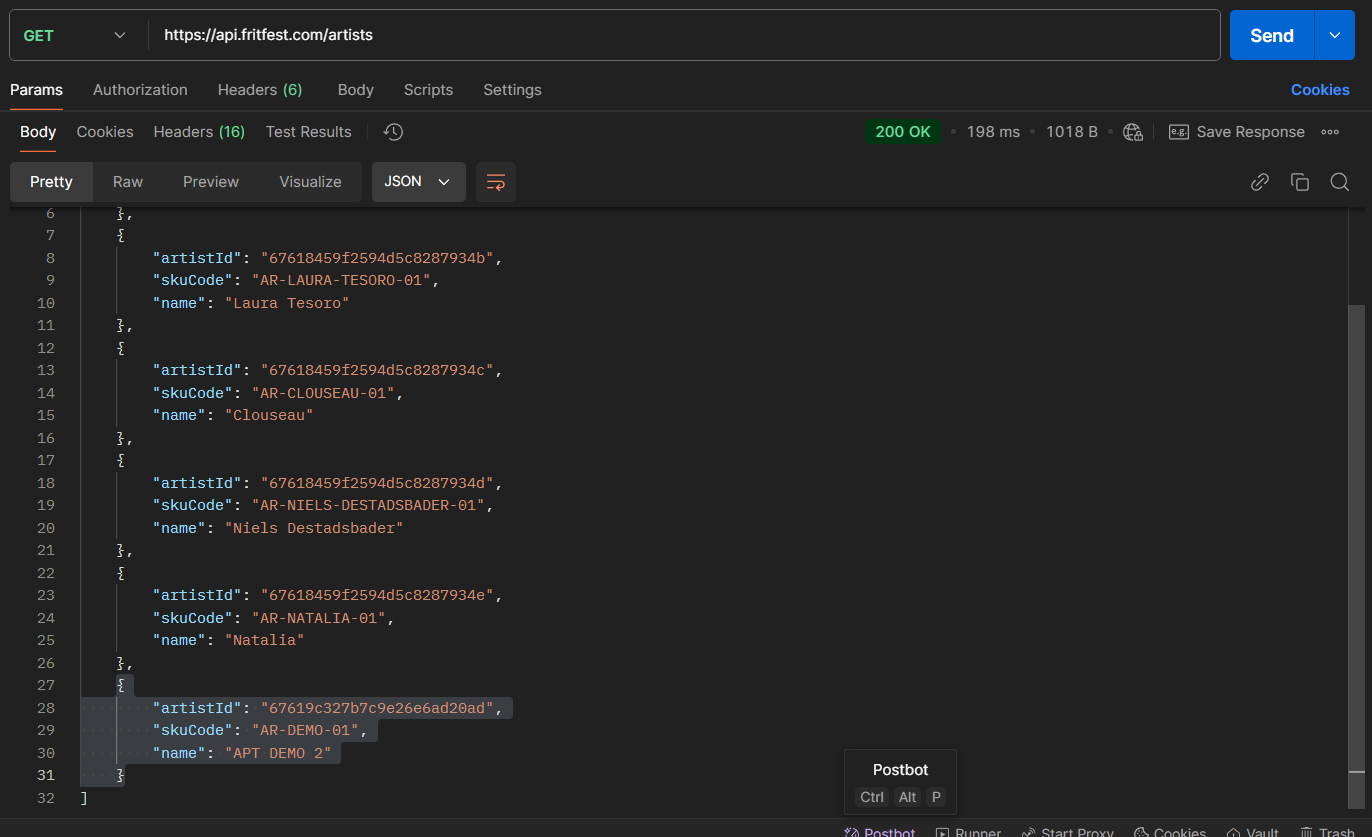 GET https://api.fritfest.com/artists Send
Params Authorization Headers (6) Body Scripts Settings Cookies
Body Cookies Headers (16) Test Results 200 OK • 198 ms • 1018 B • e.g. Save Response
Pretty Raw Preview Visualize JSON
6 },
7 {
8 "artistId": "67618459f2594d5c8287934b",
9 "skuCode": "AR-LAURA-TESORO-01",
10 "name": "Laura Tesoro"
11 },
12 {
13 "artistId": "67618459f2594d5c8287934c",
14 "skuCode": "AR-CLOUSEAU-01",
15 "name": "Clouseau"
16 },
17 {
18 "artistId": "67618459f2594d5c8287934d",
19 "skuCode": "AR-NIELS-DESTADSBADER-01",
20 "name": "Niels Destadsbader"
21 },
22 {
23 "artistId": "67618459f2594d5c8287934e",
24 "skuCode": "AR-NATALIA-01",
25 "name": "Natalia"
26 },
27 {
28 "artistId": "67619c327b7c9e26e6ad20ad",
29 "skuCode": "AR-DEMO-01",
30 "name": "APT DEMO 2"
31 }
32 ]
Postbot
Ctrl Alt P
Postbot Runner Start Proxy Cookies Vault Trash